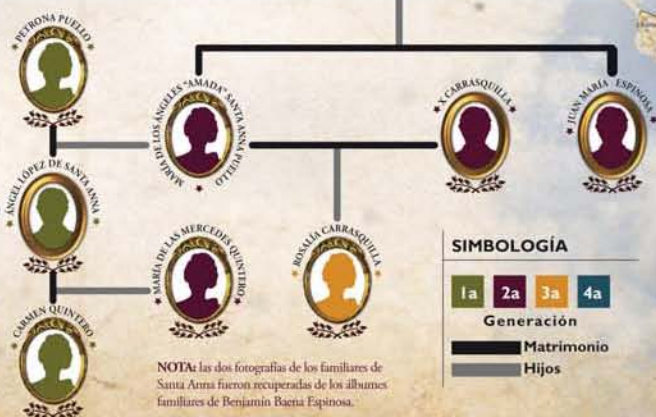 PETRONA PUELLO
MARÍA DE LOS ÁNGELES "AMADA" SANTA ANNA PUELLO
X CARRASQUILLA
JUAN MARÍA ESPINOSA
ÁNGEL LÓPEZ DE SANTA ANNA
MARÍA DE LAS MERCEDES QUINTERO
ROSALÍA CARRASQUILLA
CARMEN QUINTERO
SIMBOLOGÍA
1a 2a 3a 4a
Generación
Matrimonio
Hijos
NOTA: las dos fotografías de los familiares de
Santa Anna fueron recuperadas de los álbumes
familiares de Benjamín Baena Espinosa.